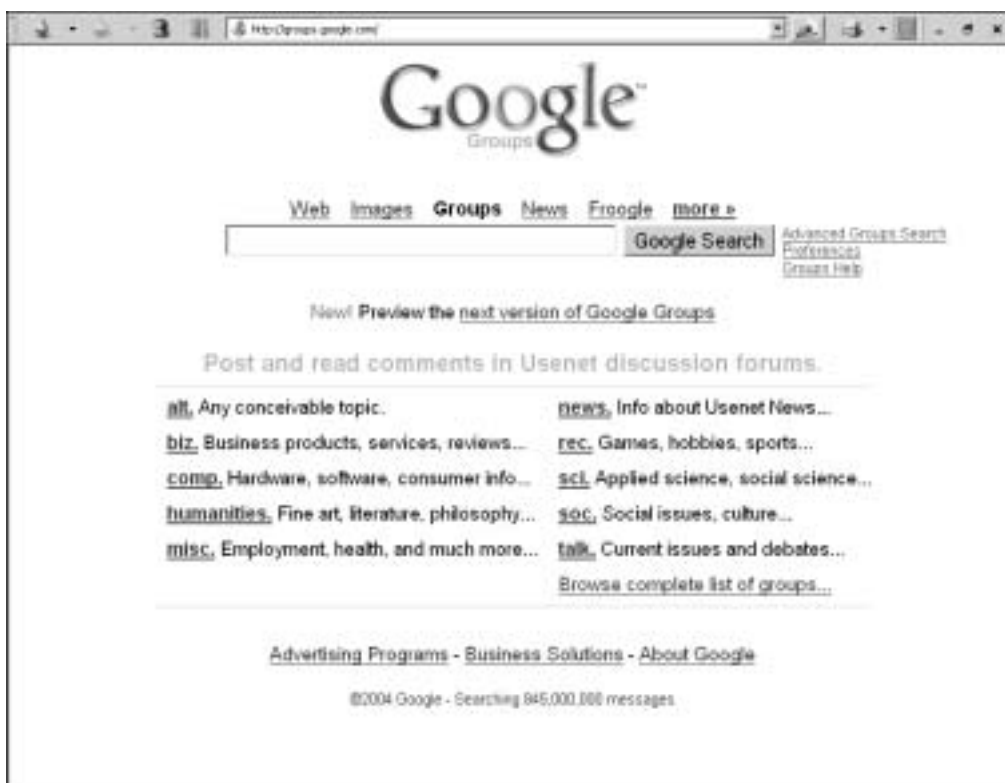 http://groups.google.com/
Google™
Groups
Web Images Groups News Froogle more »
Google Search
Advanced Groups Search
Preferences
Groups Help
New! Preview the next version of Google Groups
Post and read comments in Usenet discussion forums.
alt. Any conceivable topic.
news. Info about Usenet News...
biz. Business products, services, reviews...
rec. Games, hobbies, sports...
comp. Hardware, software, consumer info...
sci. Applied science, social science...
humanities. Fine art, literature, philosophy...
soc. Social issues, culture...
misc. Employment, health, and much more...
talk. Current issues and debates...
Browse complete list of groups...
Advertising Programs - Business Solutions - About Google
©2004 Google - Searching 845,000,000 messages